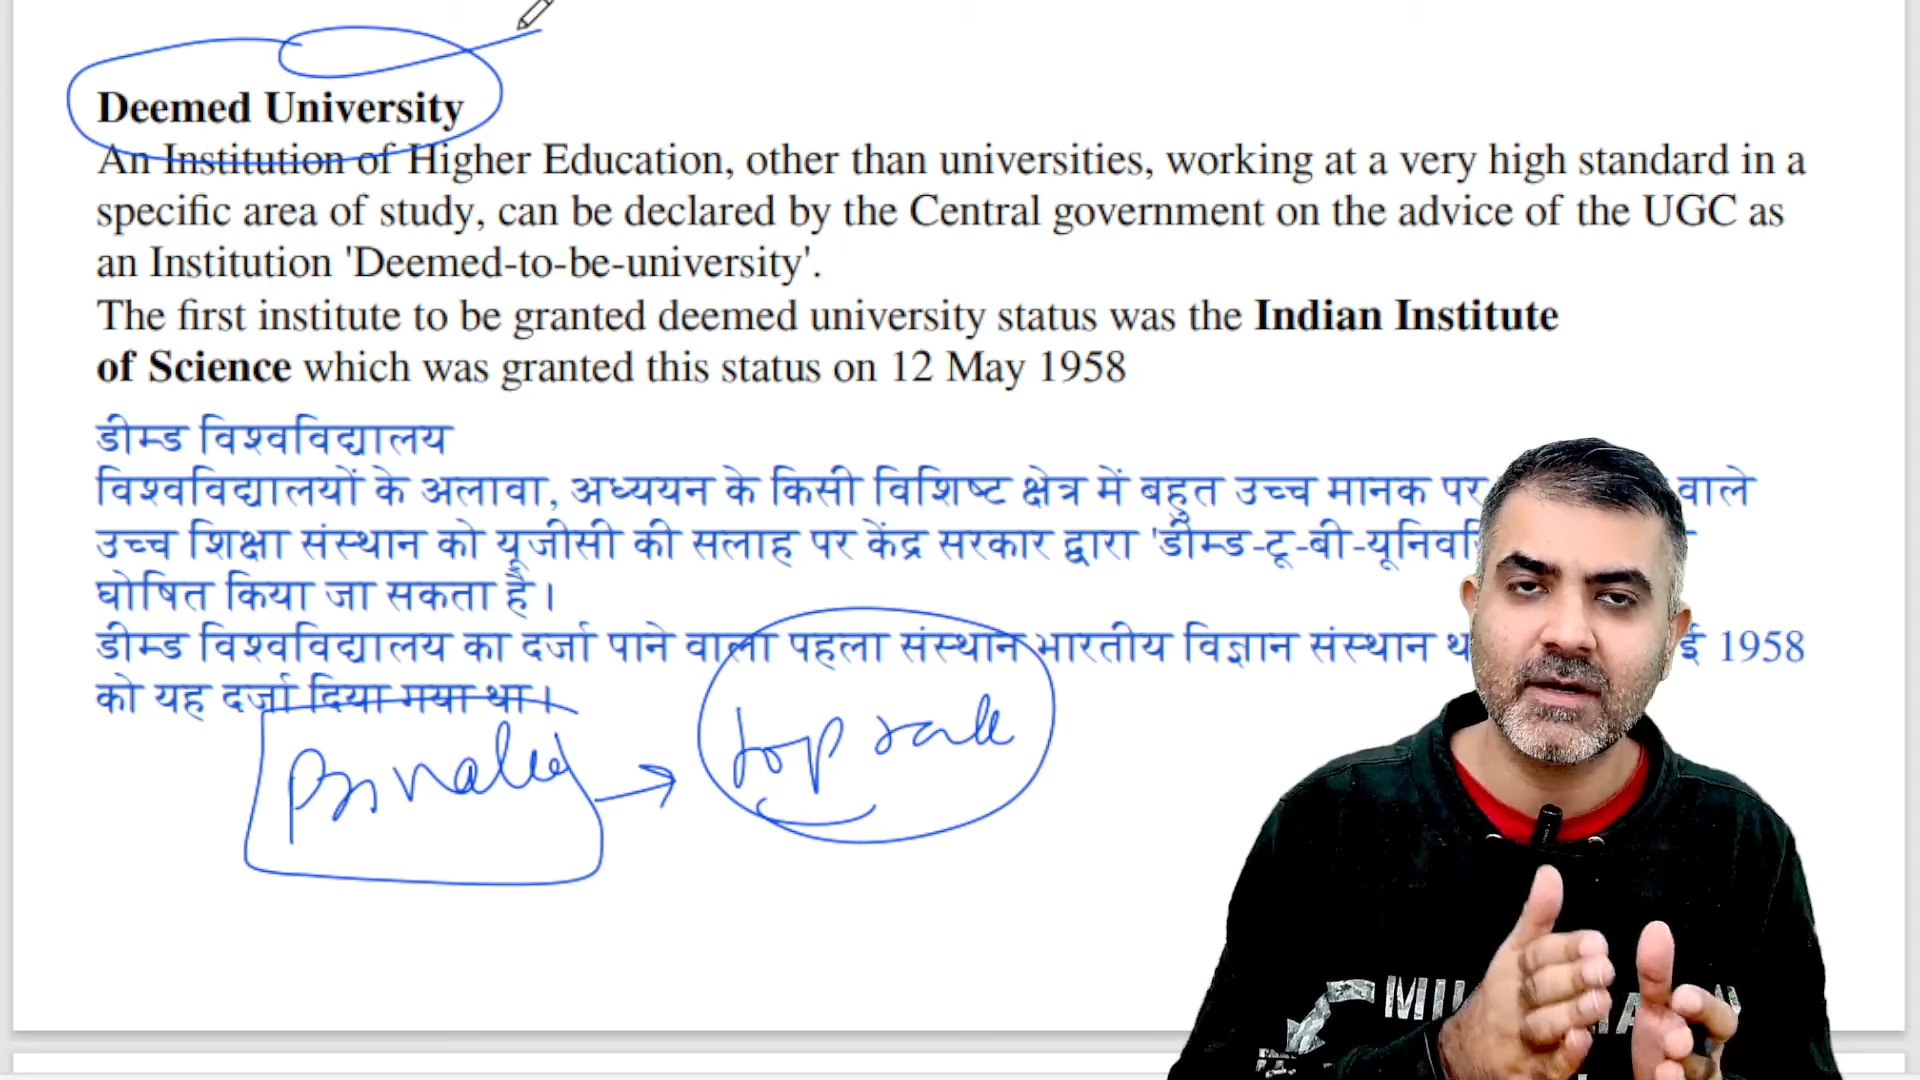 Deemed University
An Institution of Higher Education, other than universities, working at a very high standard in a
specific area of study, can be declared by the Central government on the advice of the UGC as
an Institution 'Deemed-to-be-university'.
The first institute to be granted deemed university status was the Indian Institute
of Science which was granted this status on 12 May 1958
डीम्ड विश्वविद्यालय
विश्वविद्यालयों के अलावा, अध्ययन के किसी विशिष्ट क्षेत्र में बहुत उच्च मानक पर वाले
उच्च शिक्षा संस्थान को यूजीसी की सलाह पर केंद्र सरकार द्वारा 'डीम्ड-टू-बी-
घोषित किया जा सकता है।
डीम्ड विश्वविद्यालय का दर्जा पाने वाला पहला संस्थान भारतीय विज्ञान संस्थान 1958
को यह दर्जा दिया गया था।
top